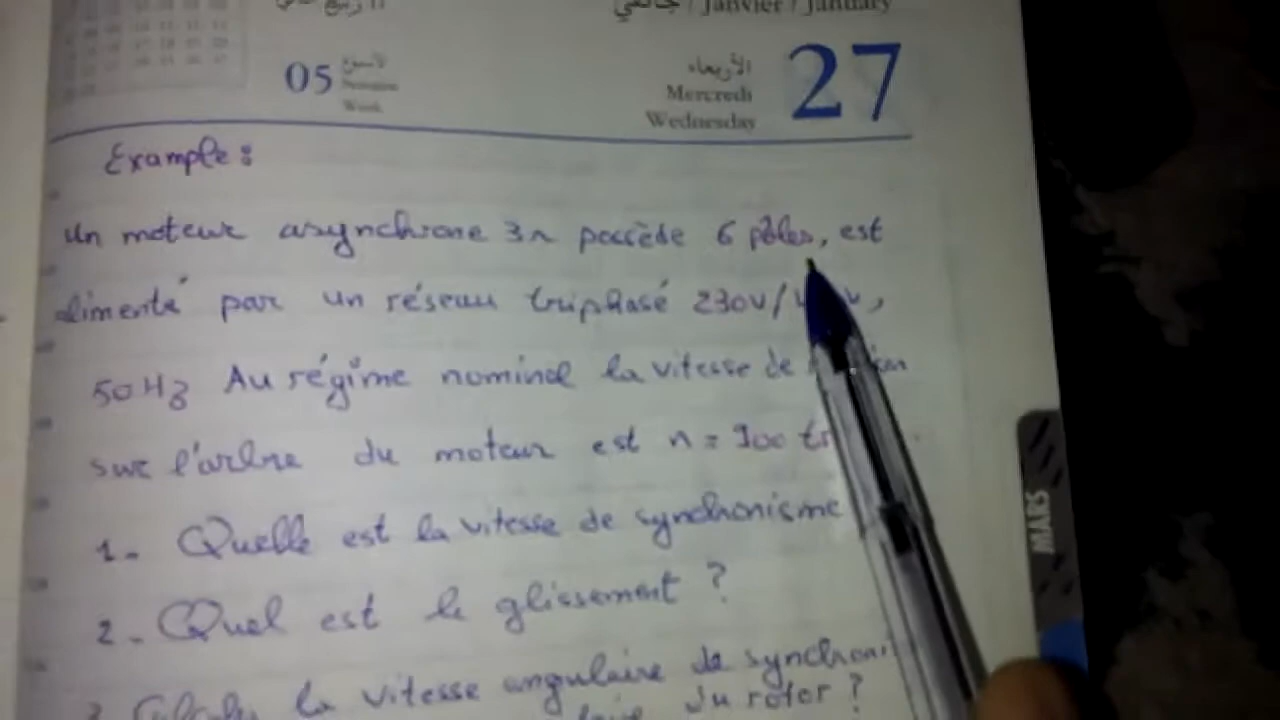 جانفي / Janvier / January
05
الأسبوع
Semaine
Week
الأربعاء
Mercredi
Wednesday
27
Example:
Un moteur asynchrone 3~ possède 6 pôles, est
alimenté par un réseau triphasé 230V/ V,
50Hz Au régime nominal la vitesse de
sur l'arbre du moteur est n = 900 tr
1- Quelle est la vitesse de synchronisme
2- Quel est le glissement ?
la vitesse angulaire de synchroni
du rotor ?
MARS